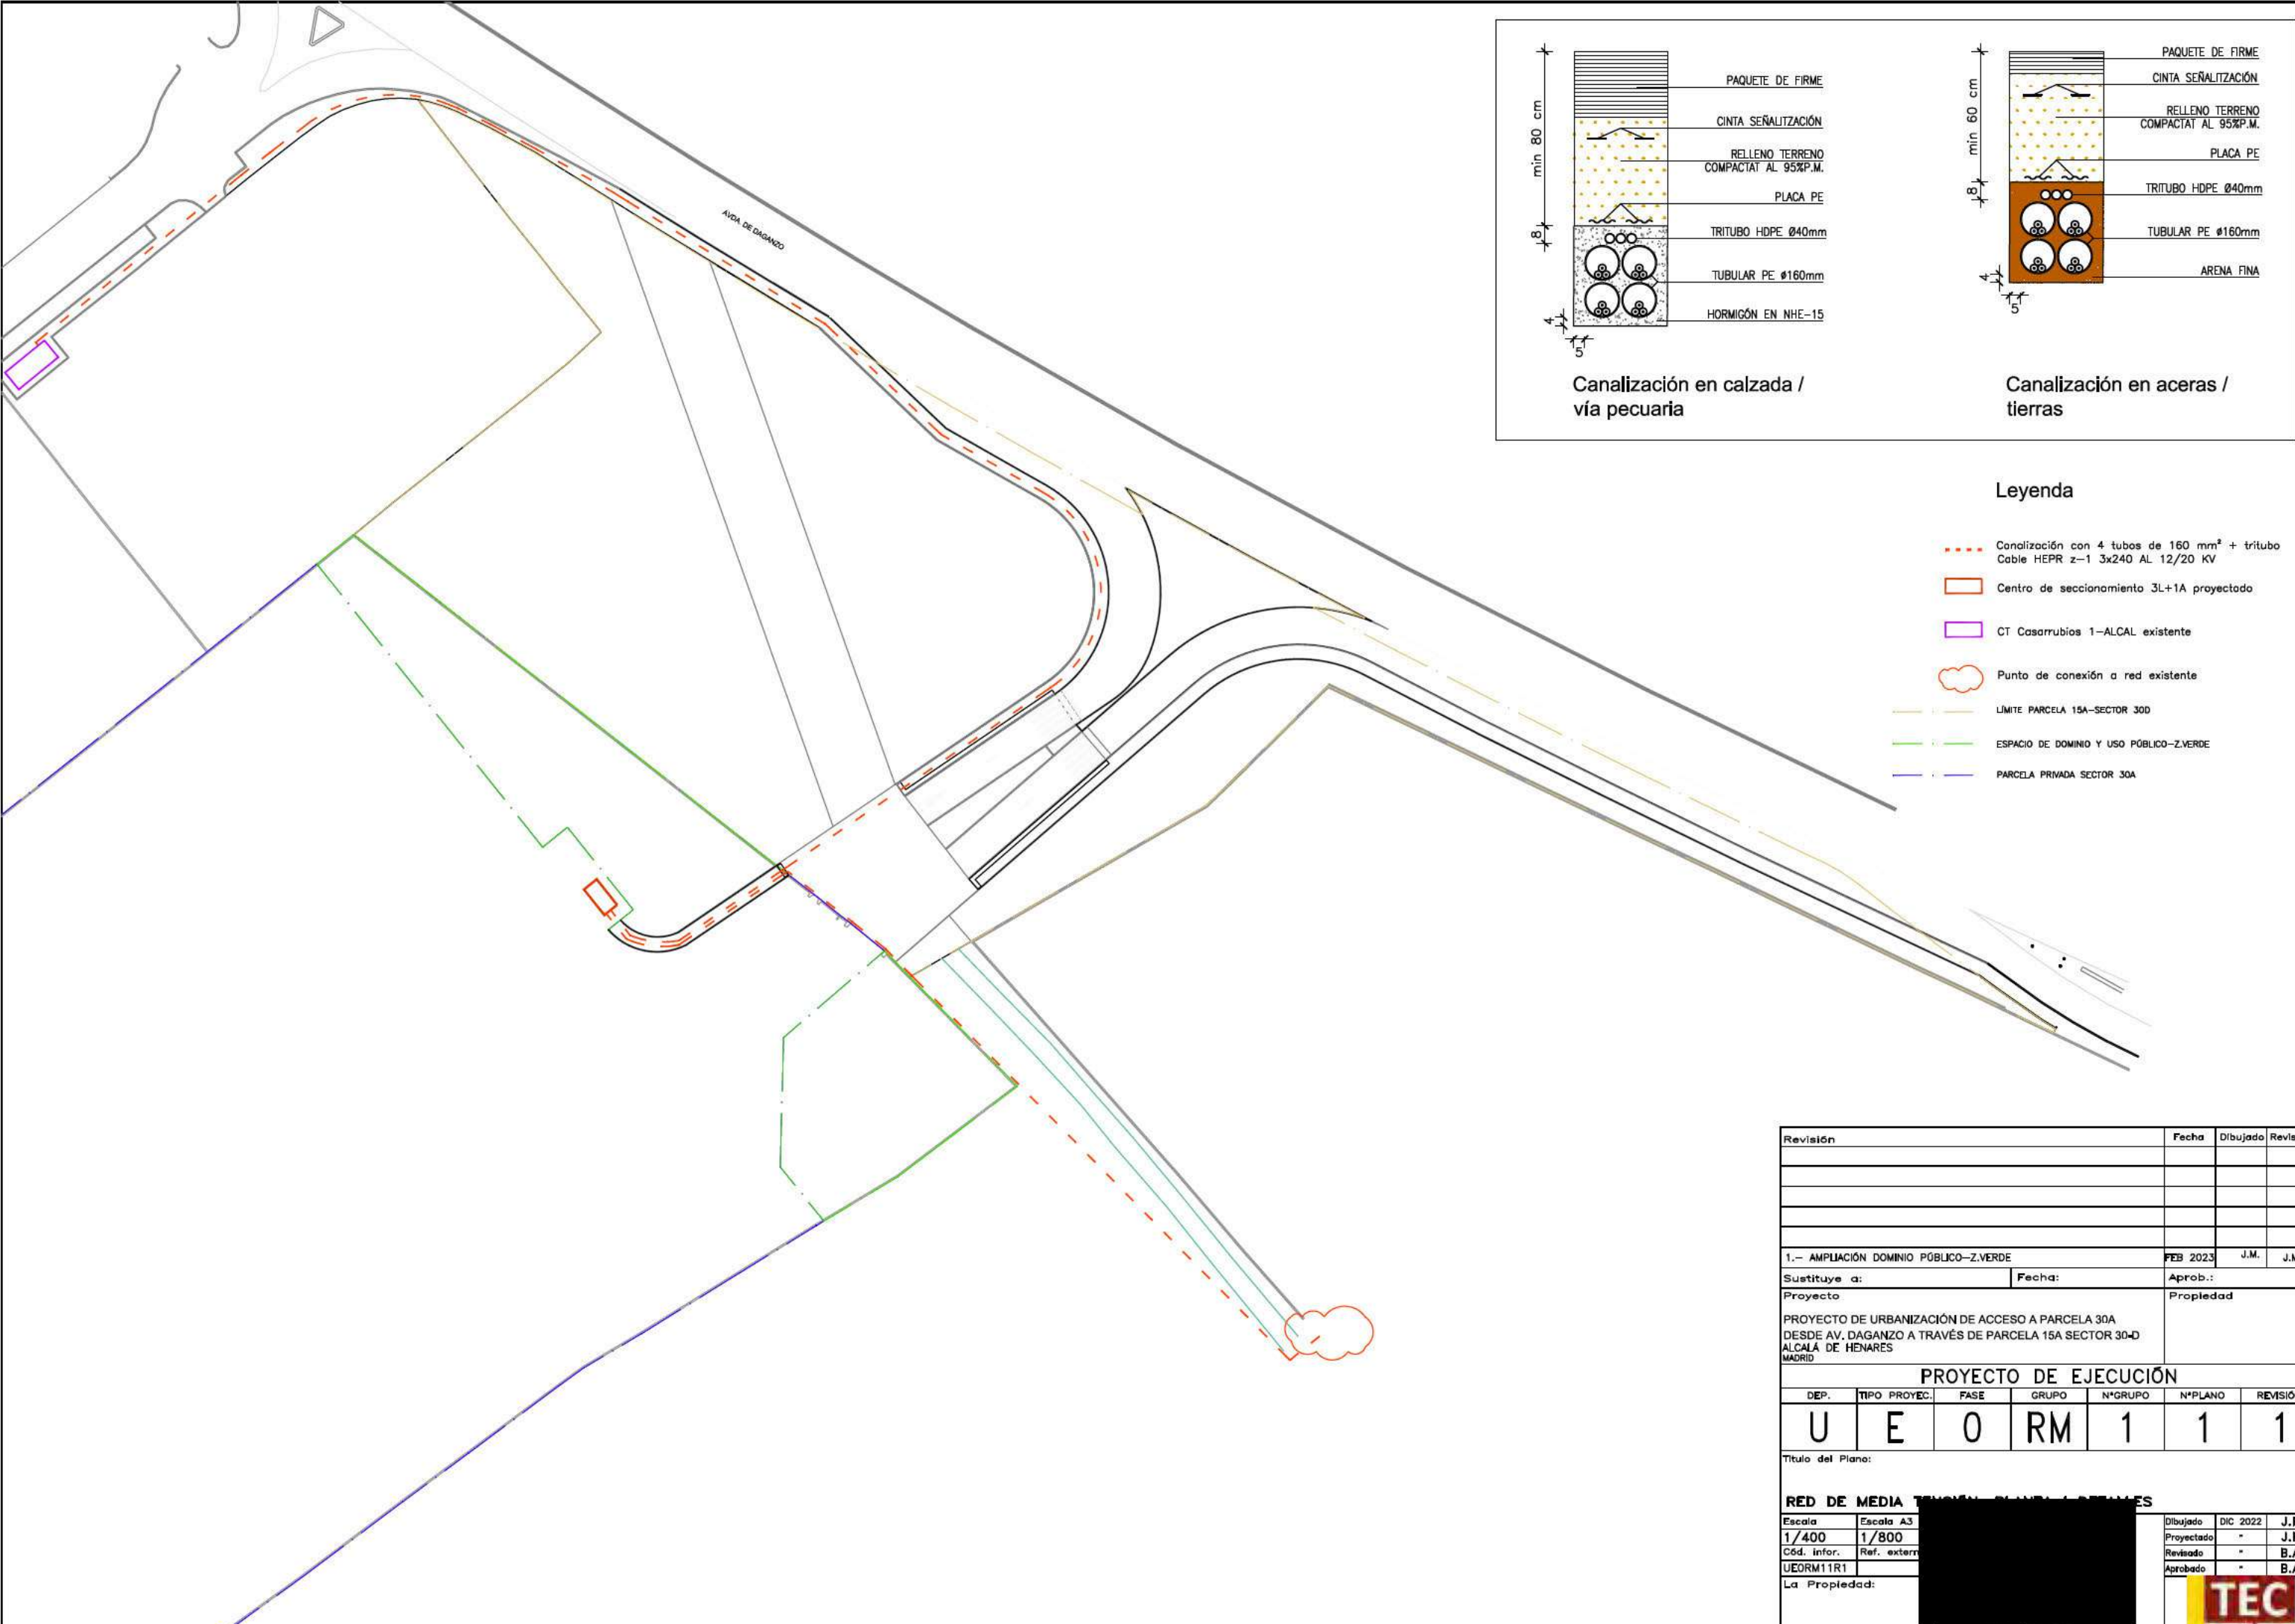 AVDA. DE DAGANZO
min 80 cm
8
4
5
PAQUETE DE FIRME
CINTA SEÑALITZACIÓN
RELLENO TERRENO
COMPACTAT AL 95%P.M.
PLACA PE
TRITUBO HDPE Ø40mm
TUBULAR PE ø160mm
HORMIGÓN EN NHE-15
Canalización en calzada /
vía pecuaria
min 60 cm
8
4
5
PAQUETE DE FIRME
CINTA SEÑALITZACIÓN
RELLENO TERRENO
COMPACTAT AL 95%P.M.
PLACA PE
TRITUBO HDPE Ø40mm
TUBULAR PE ø160mm
ARENA FINA
Canalización en aceras /
tierras
Leyenda
Canalización con 4 tubos de 160 mm² + tritubo
Cable HEPR z-1 3x240 AL 12/20 KV
Centro de seccionamiento 3L+1A proyectado
CT Casarrubios 1-ALCAL existente
Punto de conexión a red existente
LÍMITE PARCELA 15A-SECTOR 30D
ESPACIO DE DOMINIO Y USO PÚBLICO-Z.VERDE
PARCELA PRIVADA SECTOR 30A
Revisión Fecha Dibujado Revis
1.- AMPLIACIÓN DOMINIO PÚBLICO-Z.VERDE FEB 2023 J.M. J.M
Sustituye a: Fecha: Aprob.:
Proyecto Propiedad
PROYECTO DE URBANIZACIÓN DE ACCESO A PARCELA 30A
DESDE AV. DAGANZO A TRAVÉS DE PARCELA 15A SECTOR 30-D
ALCALÁ DE HENARES
MADRID
PROYECTO DE EJECUCIÓN
DEP. TIPO PROYEC. FASE GRUPO NºGRUPO NºPLANO REVISIÓ
U E 0 RM 1 1 1
Título del Plano:
RED DE MEDIA
Escala Escala A3 Dibujado DIC 2022 J.
1/400 1/800 Proyectado " J.
Cód. infor. Ref. extern Revisado " B.
UEORM11R1 Aprobado " B.
La Propiedad:
TEC